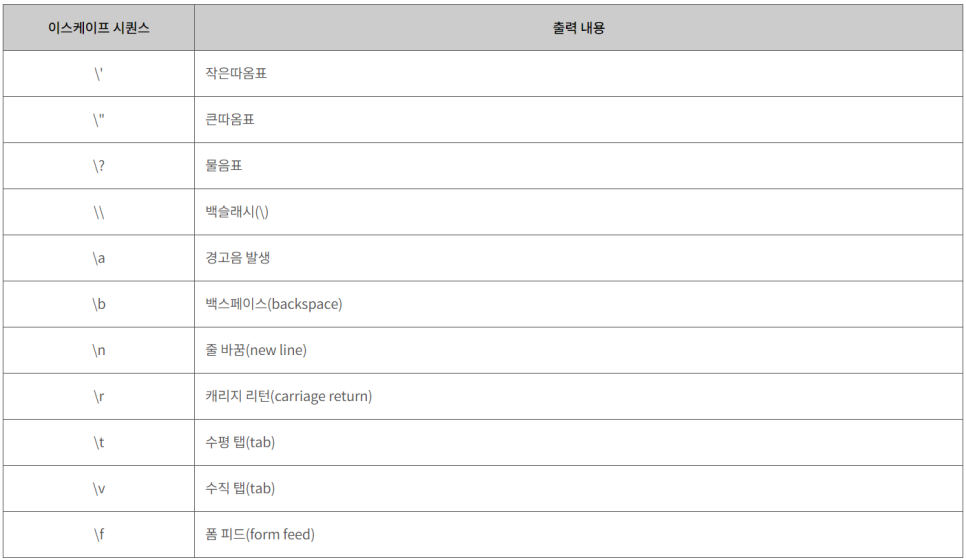 이스케이프 시퀀스 출력 내용
\' 작은따옴표
\" 큰따옴표
\? 물음표
\\ 백슬래시(\)
\a 경고음 발생
\b 백스페이스(backspace)
\n 줄 바꿈(new line)
\r 캐리지 리턴(carriage return)
\t 수평 탭(tab)
\v 수직 탭(tab)
\f 폼 피드(form feed)